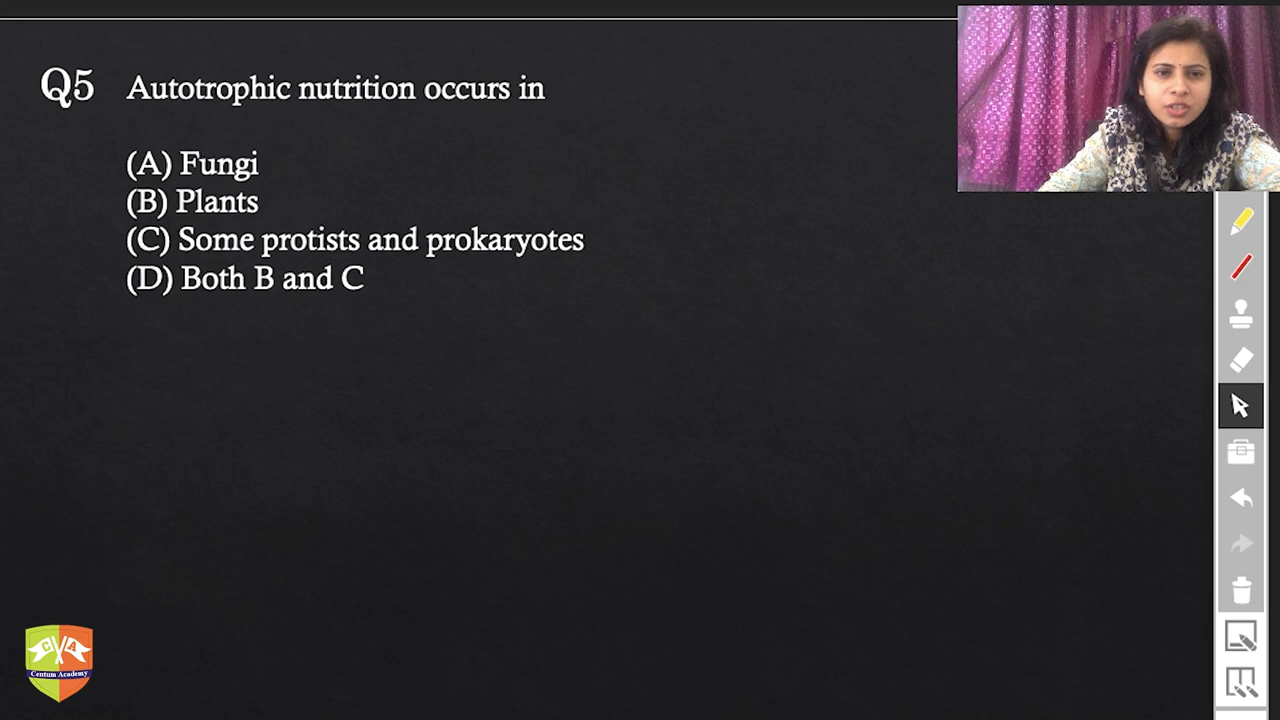 Q5 Autotrophic nutrition occurs in
(A) Fungi
(B) Plants
(C) Some protists and prokaryotes
(D) Both B and C
C A
Centum Academy